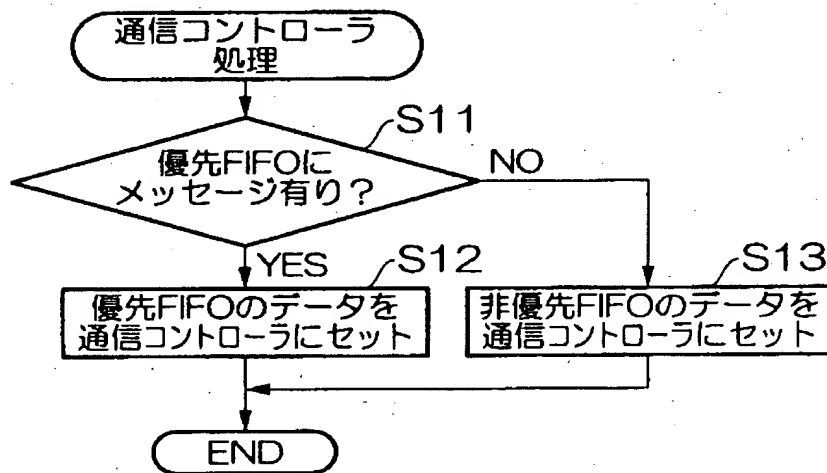 通信コントローラ
処理
S11
優先FIFOに
メッセージ有り？
NO
YES
S12
S13
優先FIFOのデータを
通信コントローラにセット
非優先FIFOのデータを
通信コントローラにセット
END